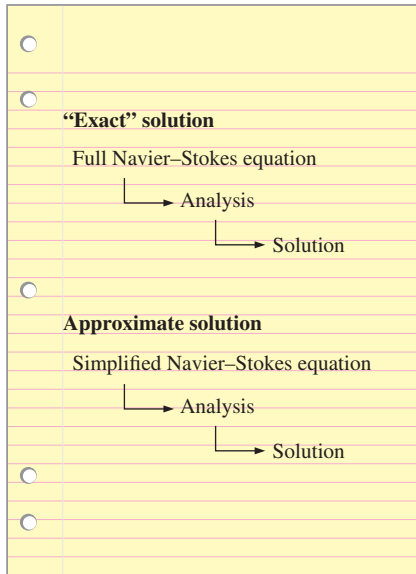 “Exact” solution
Full Navier–Stokes equation
Analysis
Solution
Approximate solution
Simplified Navier–Stokes equation
Analysis
Solution